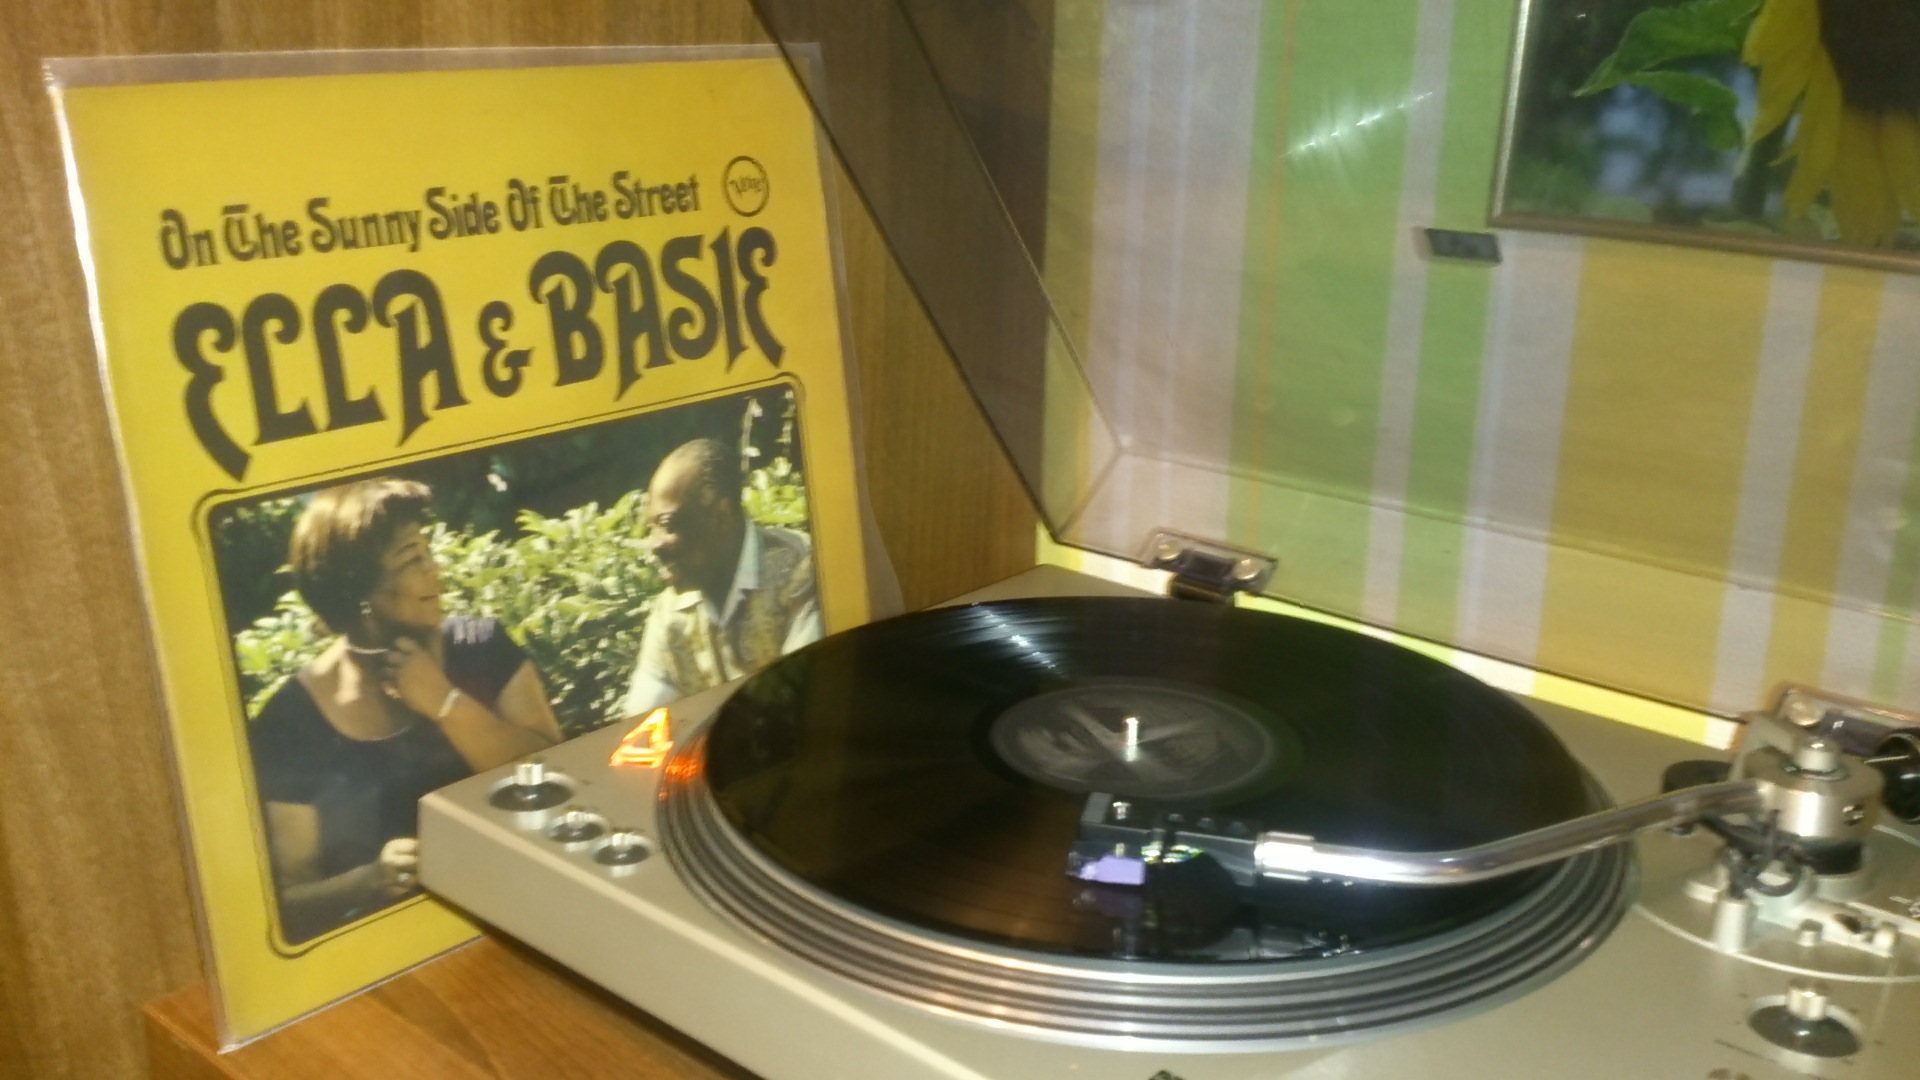 On The Sunny Side Of The Street
Verve
ELLA & BASIE